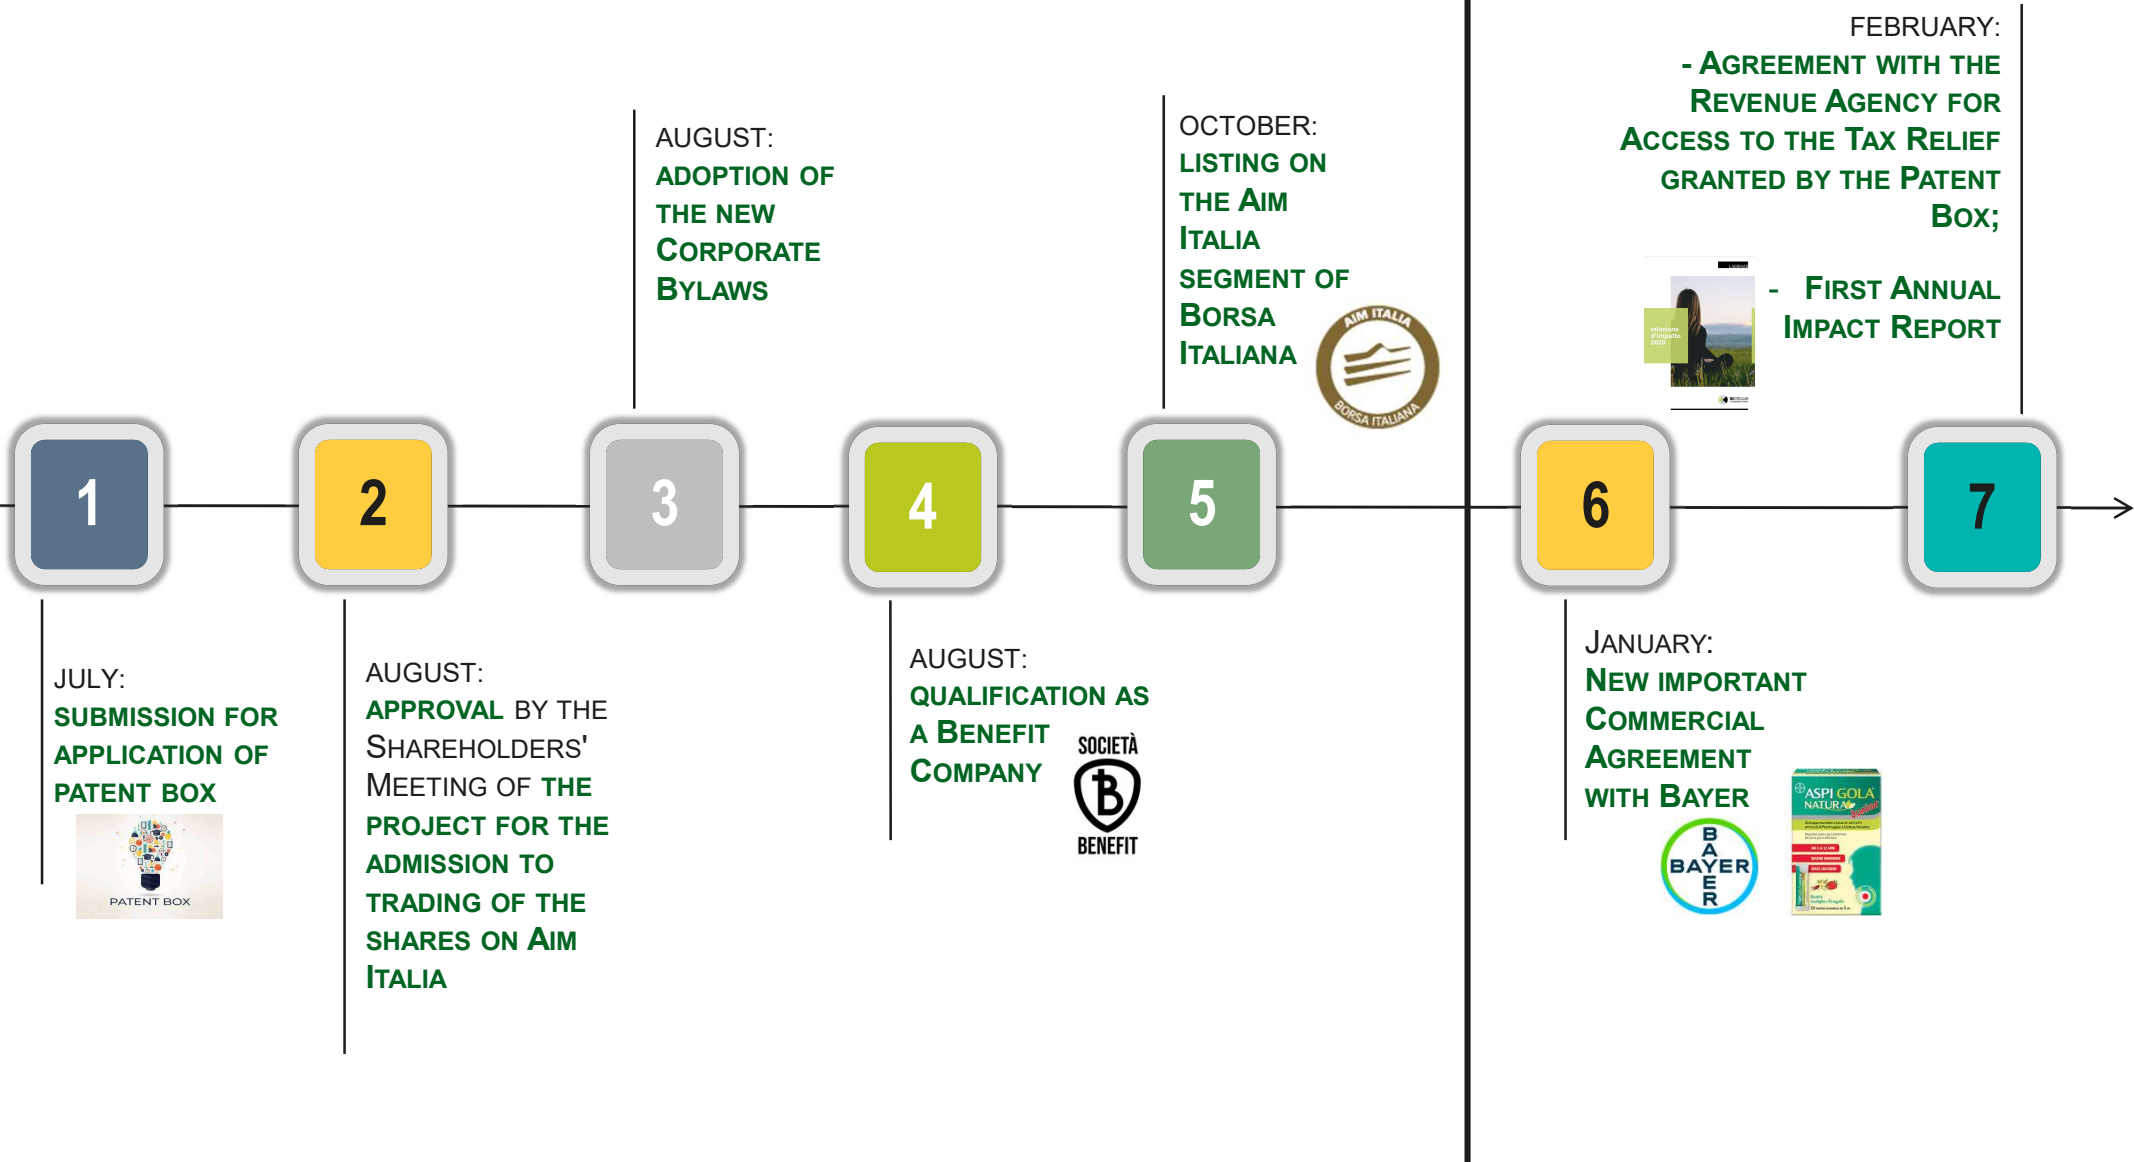 FEBRUARY:
- AGREEMENT WITH THE
REVENUE AGENCY FOR
ACCESS TO THE TAX RELIEF
GRANTED BY THE PATENT
BOX;
- FIRST ANNUAL
IMPACT REPORT
relazione
d'impatto
2020
AUGUST:
ADOPTION OF
THE NEW
CORPORATE
BYLAWS
OCTOBER:
LISTING ON
THE AIM
ITALIA
SEGMENT OF
BORSA
ITALIANA
AIM ITALIA
BORSA ITALIANA
1
2
3
4
5
6
7
JULY:
SUBMISSION FOR
APPLICATION OF
PATENT BOX
PATENT BOX
AUGUST:
APPROVAL BY THE
SHAREHOLDERS'
MEETING OF THE
PROJECT FOR THE
ADMISSION TO
TRADING OF THE
SHARES ON AIM
ITALIA
AUGUST:
QUALIFICATION AS
A BENEFIT
COMPANY
SOCIETÀ
B
BENEFIT
JANUARY:
NEW IMPORTANT
COMMERCIAL
AGREEMENT
WITH BAYER
BAYER
BAYER
ASPI GOLA
NATURA
junior